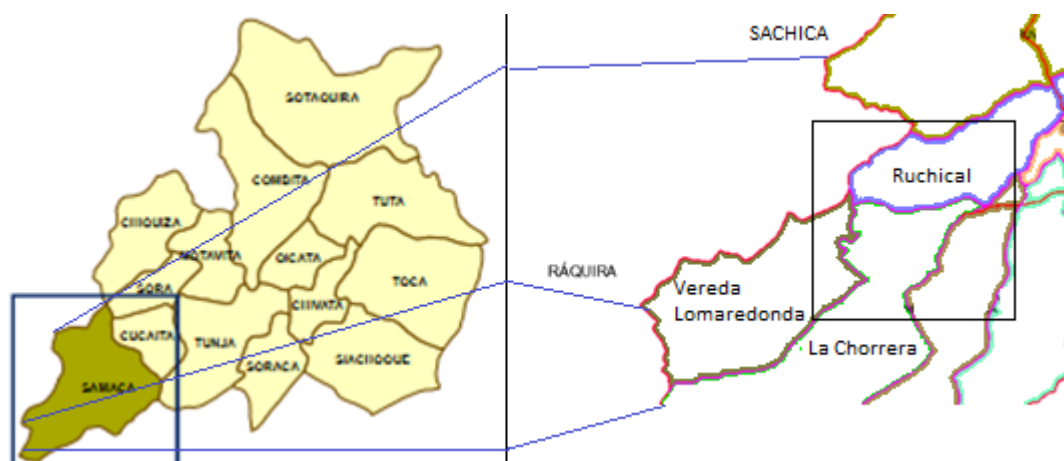 SOTAQUIRA
COMBITA
TUTA
CHIQUIZA
MOTAVITA
OICATA
TOCA
SORA
CHIVATA
CUCAITA
TUNJA
SORACA
SIACHOQUE
SAMACA
SACHICA
Ruchical
RÁQUIRA
Vereda
Lomaredonda
La Chorrera